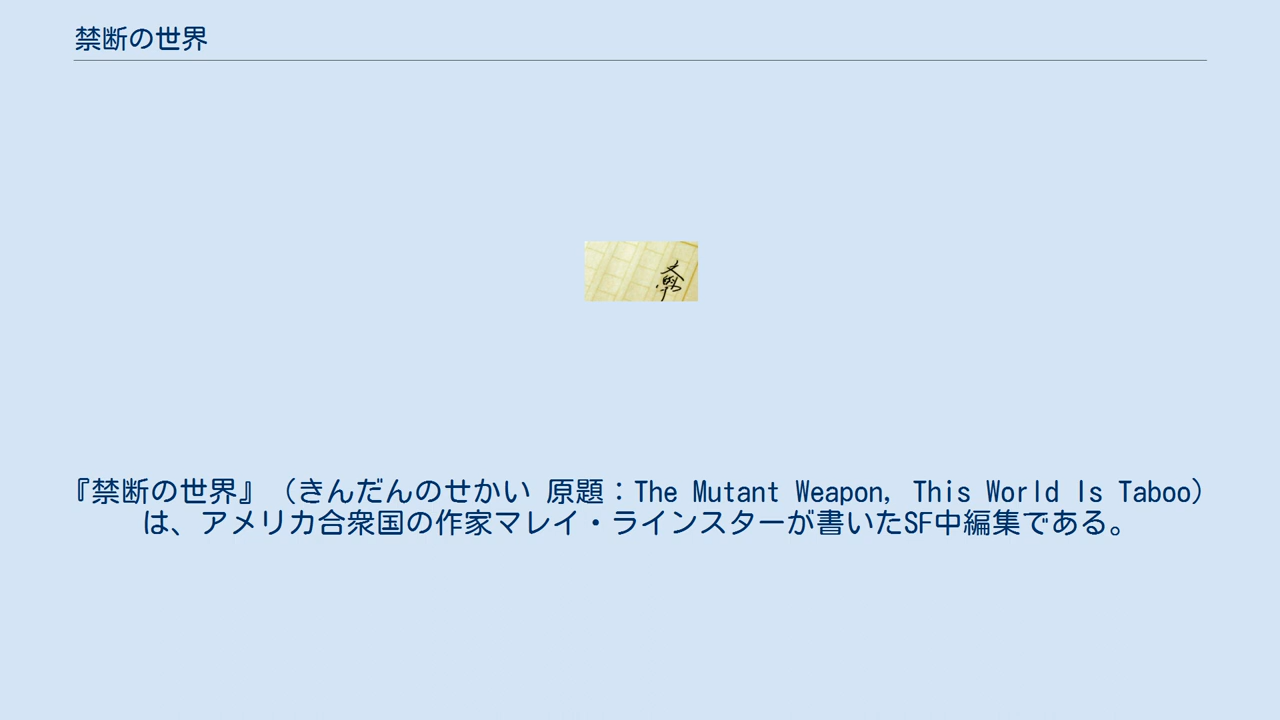 禁断の世界
『禁断の世界』（きんだんのせかい 原題：The Mutant Weapon, This World Is Taboo）
は、アメリカ合衆国の作家マレイ・ラインスターが書いたSF中編集である。